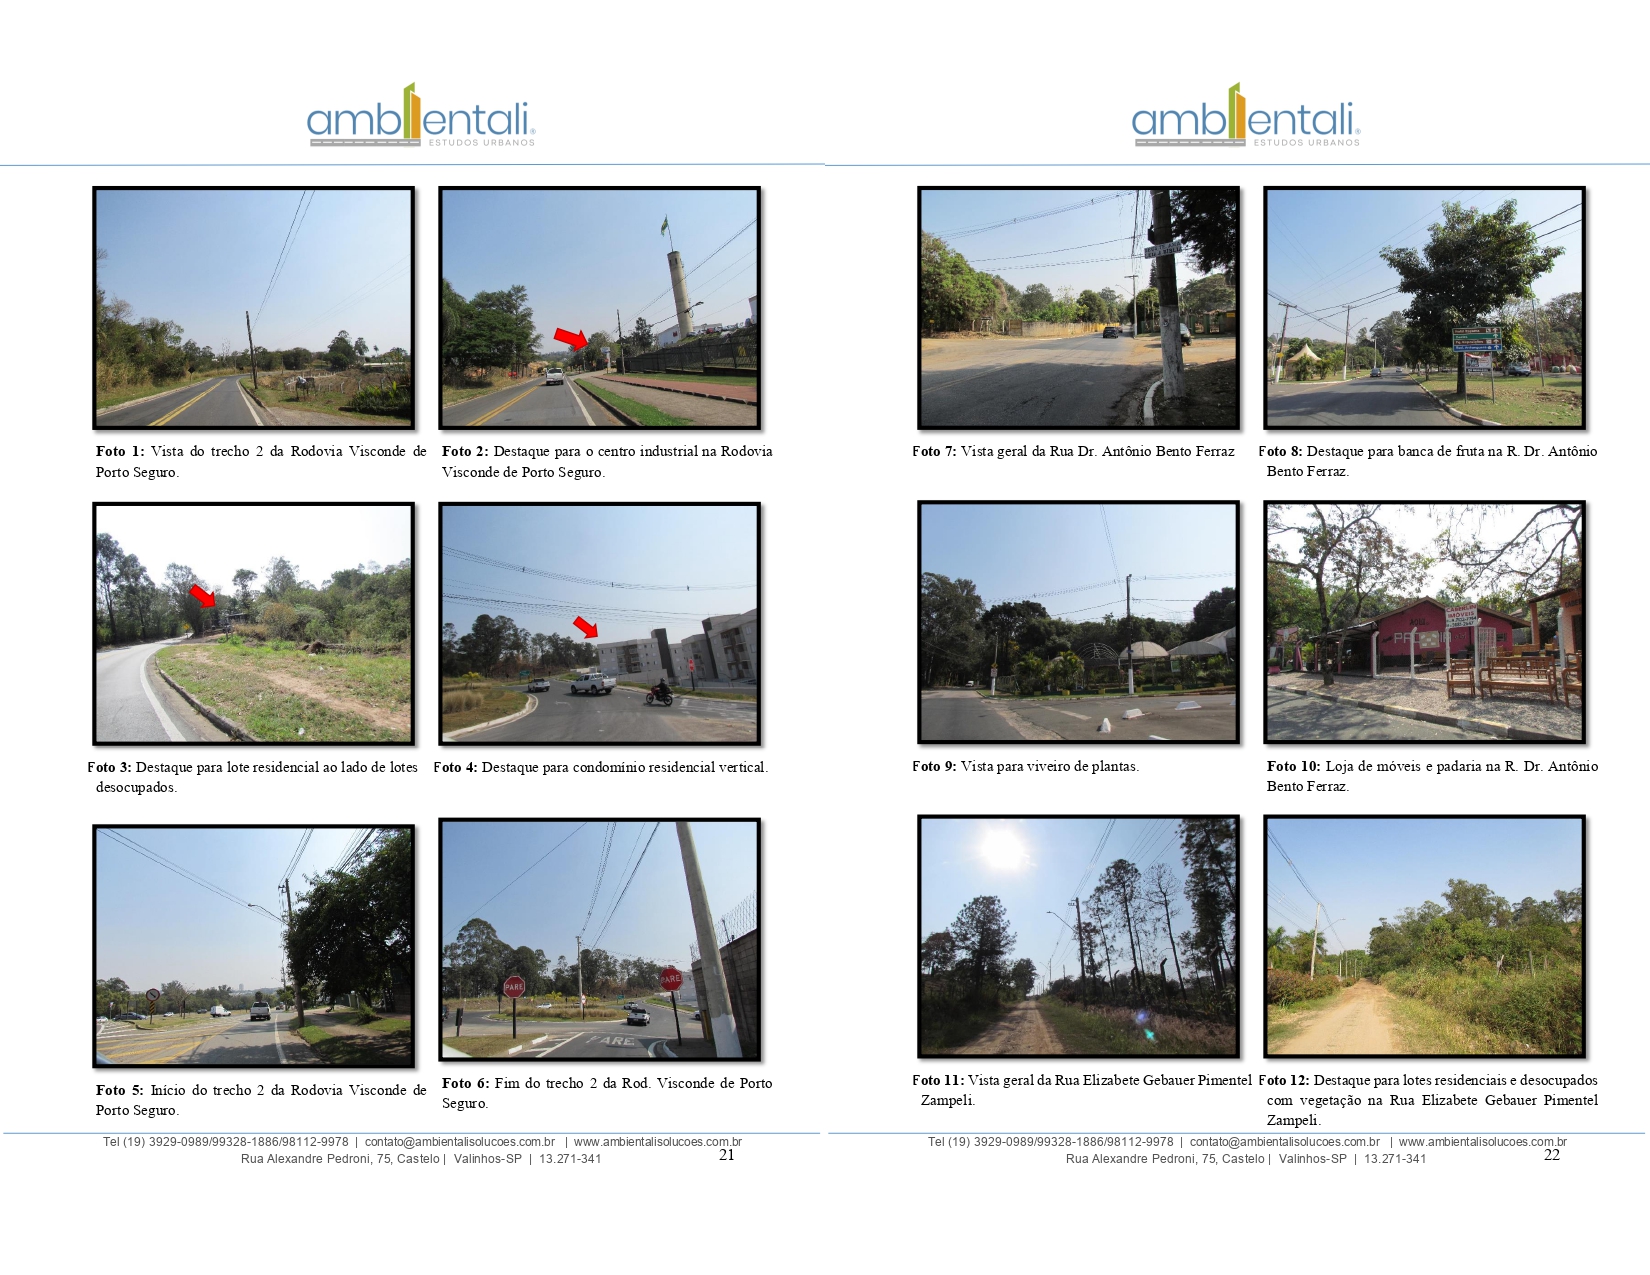 ambientali®
ESTUDOS URBANOS
Foto 1: Vista do trecho 2 da Rodovia Visconde de
Porto Seguro.
Foto 2: Destaque para o centro industrial na Rodovia
Visconde de Porto Seguro.
Foto 3: Destaque para lote residencial ao lado de lotes
desocupados.
Foto 4: Destaque para condomínio residencial vertical.
PARE
PARE
PARE
Foto 5: Início do trecho 2 da Rodovia Visconde de
Porto Seguro.
Foto 6: Fim do trecho 2 da Rod. Visconde de Porto
Seguro.
Tel (19) 3929-0989/99328-1886/98112-9978 | contato@ambientalisolucoes.com.br | www.ambientalisolucoes.com.br
Rua Alexandre Pedroni, 75, Castelo | Valinhos-SP | 13.271-341
21
ambientali®
ESTUDOS URBANOS
Foto 7: Vista geral da Rua Dr. Antônio Bento Ferraz
Foto 8: Destaque para banca de fruta na R. Dr. Antônio
Bento Ferraz.
MÓVEIS
Foto 9: Vista para viveiro de plantas.
Foto 10: Loja de móveis e padaria na R. Dr. Antônio
Bento Ferraz.
Foto 11: Vista geral da Rua Elizabete Gebauer Pimentel
Zampeli.
Foto 12: Destaque para lotes residenciais e desocupados
com vegetação na Rua Elizabete Gebauer Pimentel
Zampeli.
Tel (19) 3929-0989/99328-1886/98112-9978 | contato@ambientalisolucoes.com.br | www.ambientalisolucoes.com.br
Rua Alexandre Pedroni, 75, Castelo | Valinhos-SP | 13.271-341
22